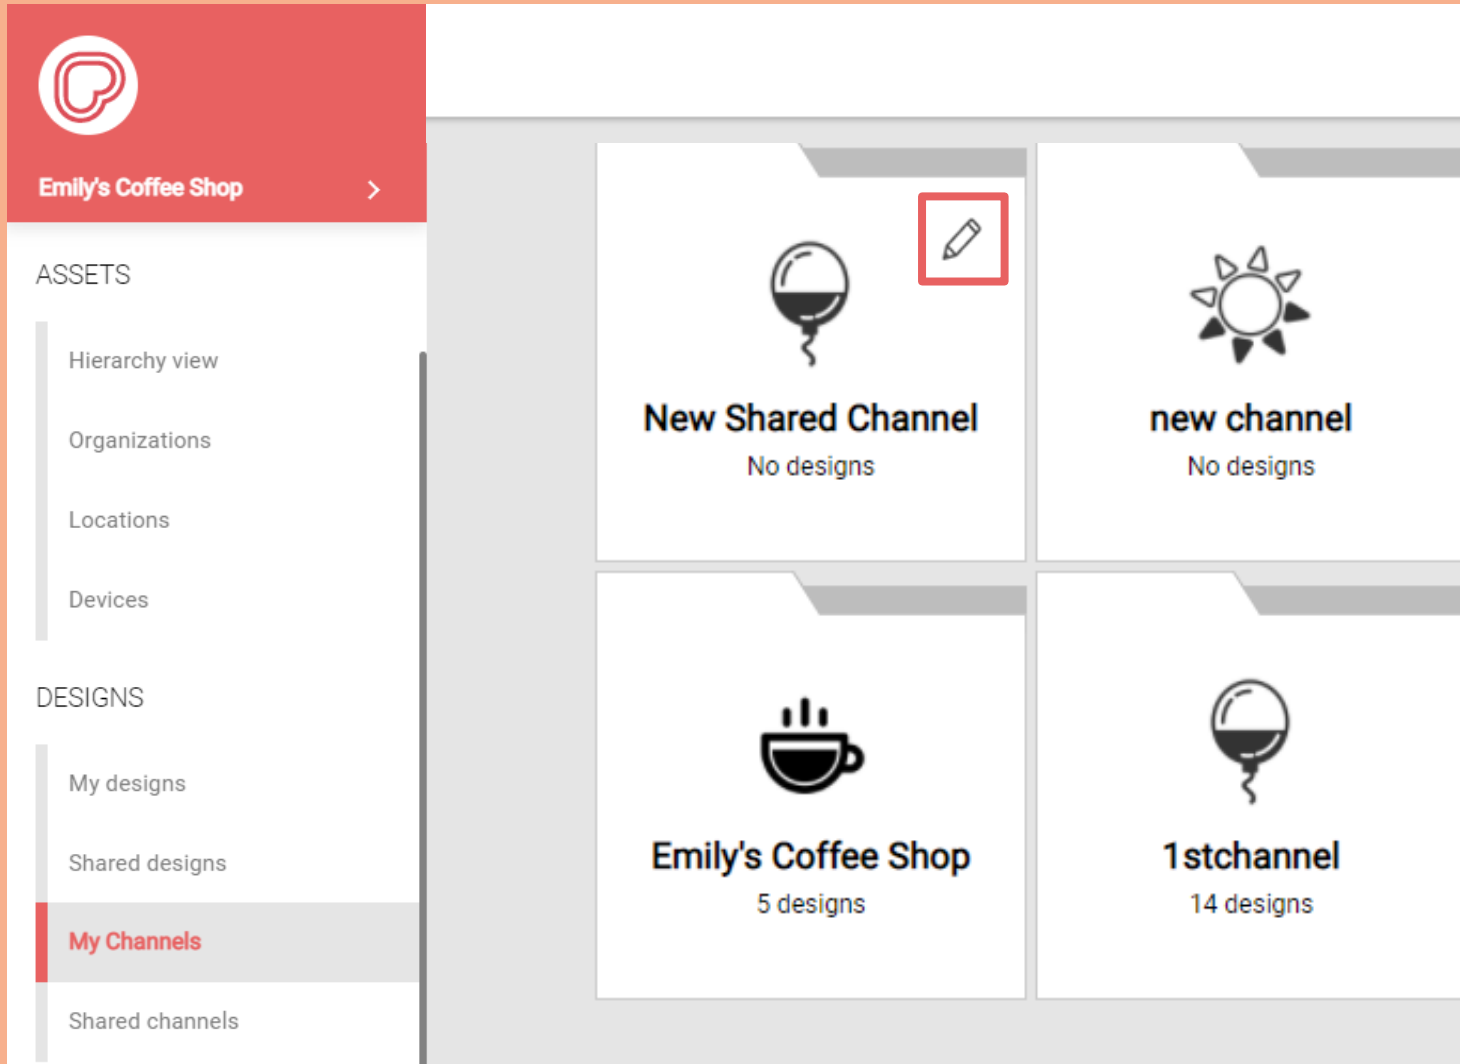 Emily's Coffee Shop
ASSETS
Hierarchy view
Organizations
Locations
Devices
DESIGNS
My designs
Shared designs
My Channels
Shared channels
New Shared Channel
No designs
new channel
No designs
Emily's Coffee Shop
5 designs
1stchannel
14 designs